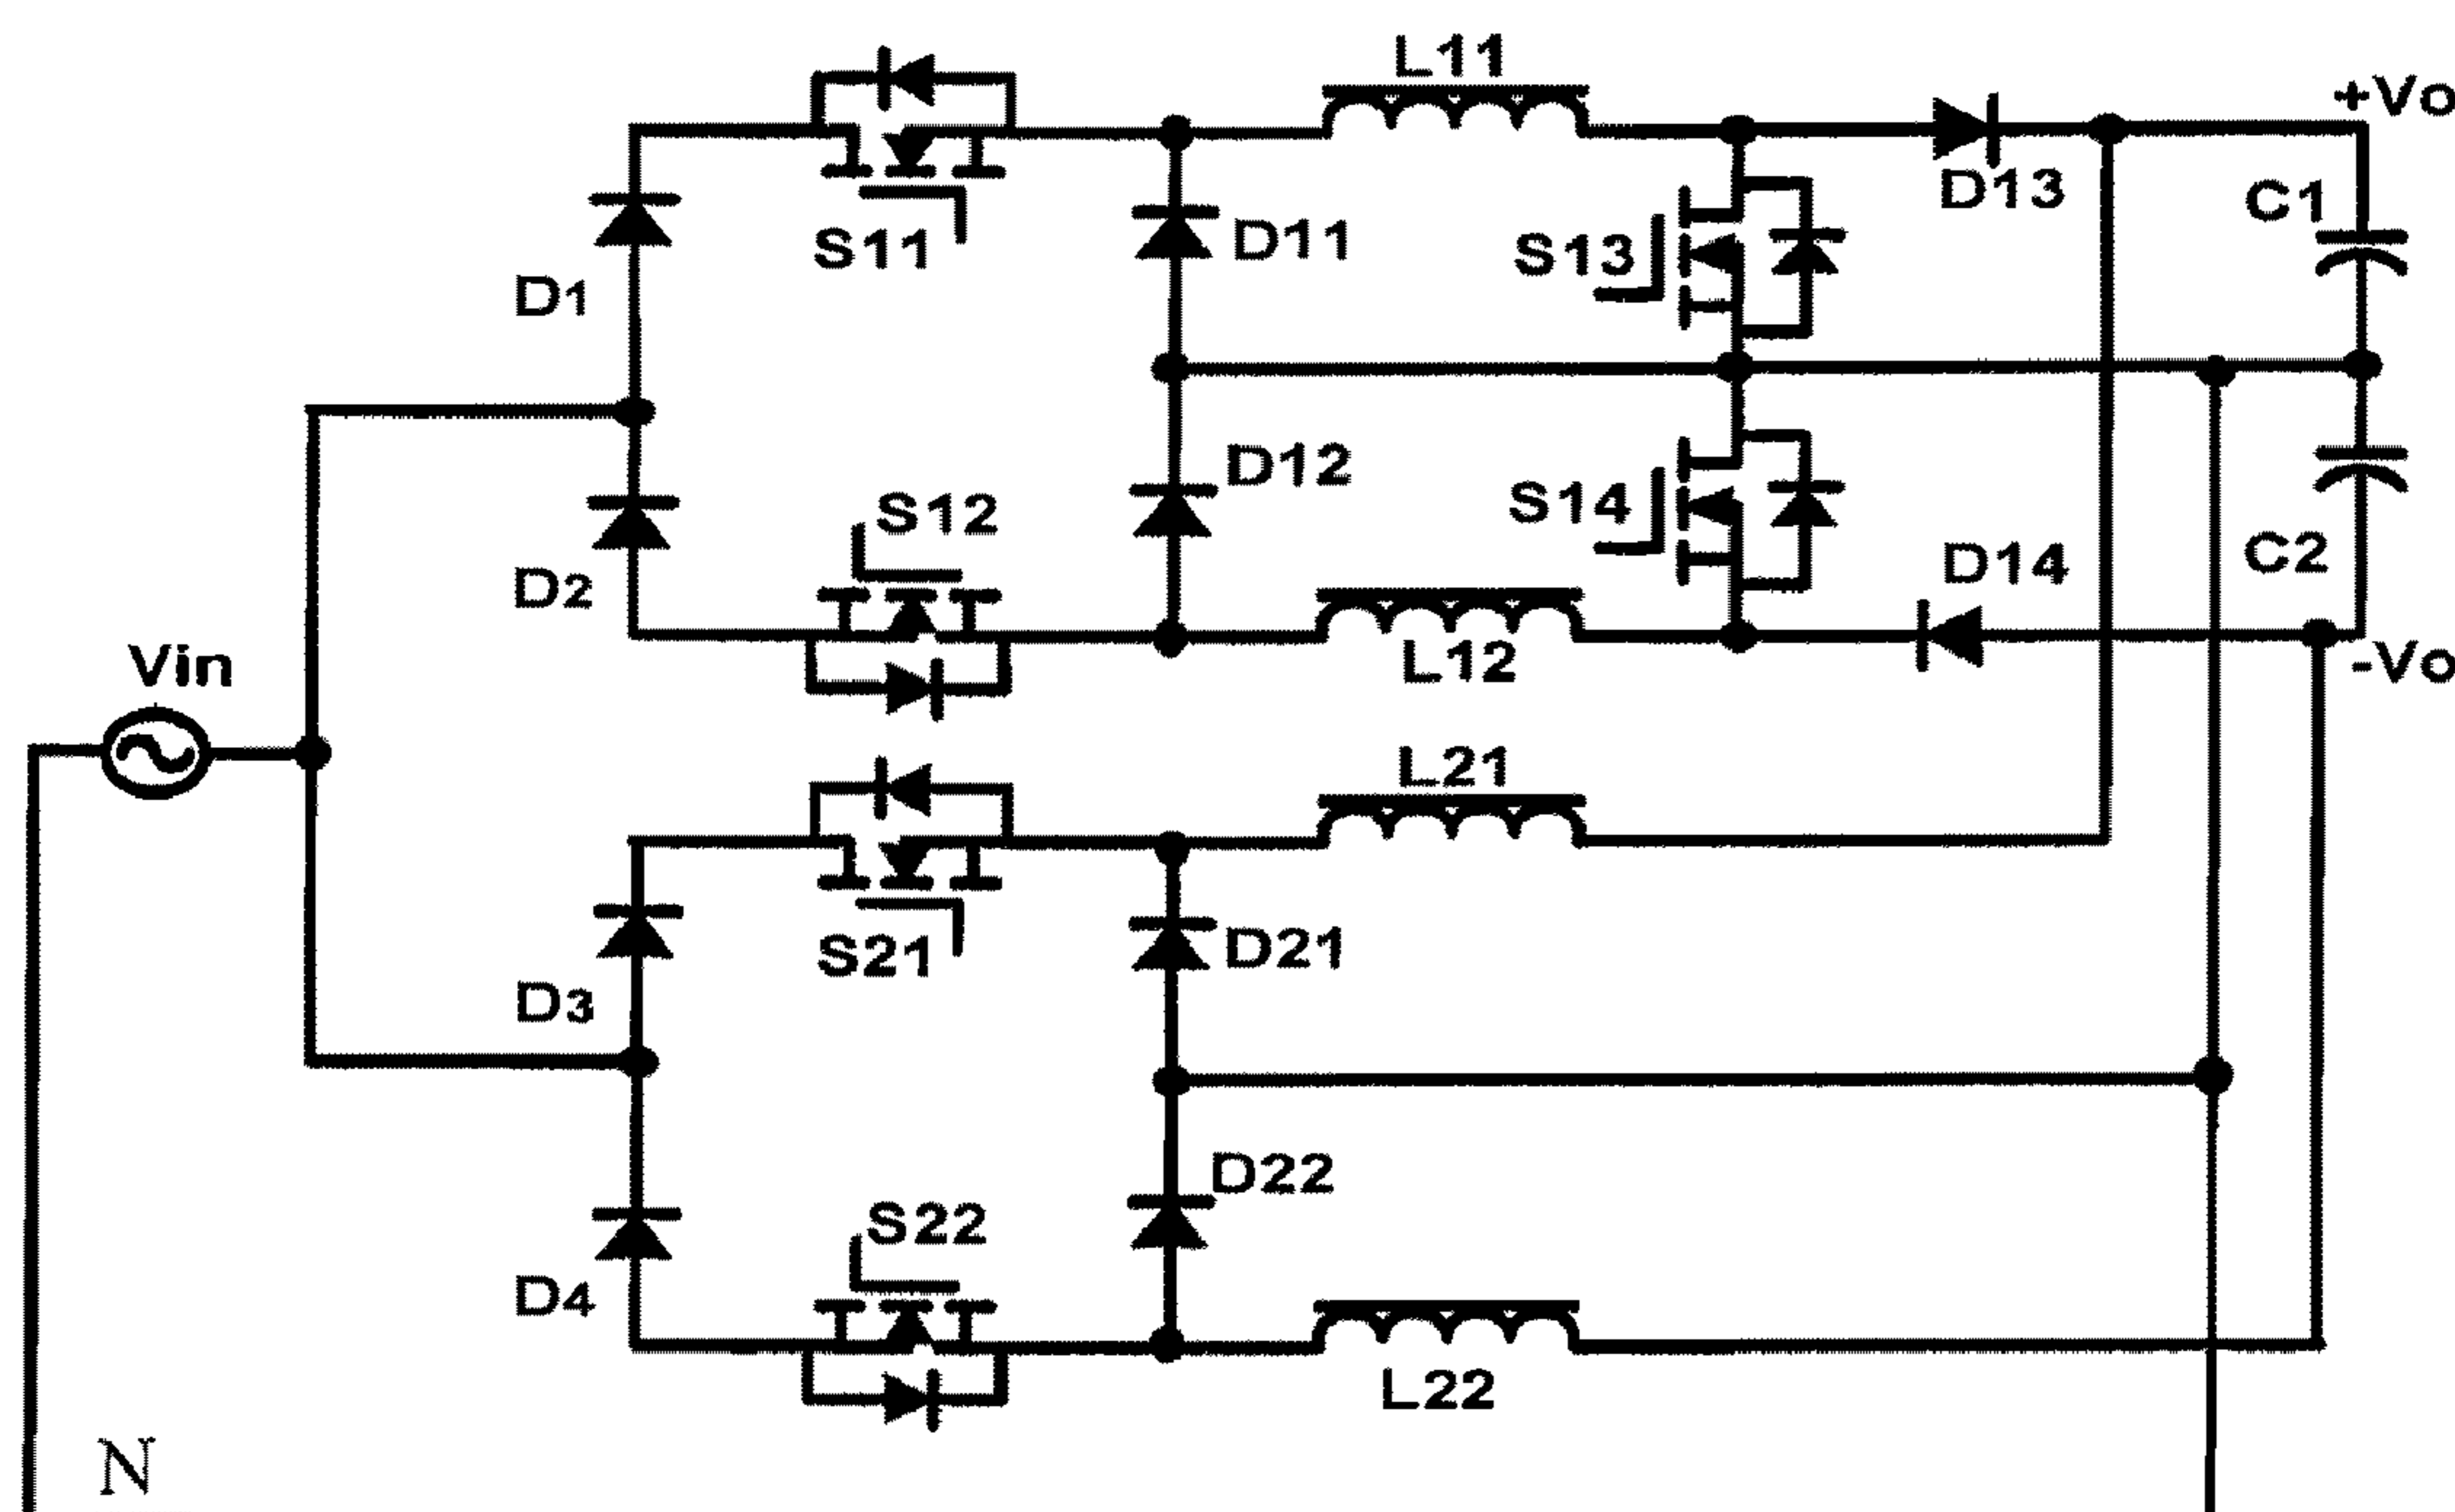 L11
+Vo
D13
C1
S11
D11
S13
D1
D12
S12
S14
D14
C2
D2
L12
-Vo
Vin
L21
S21
D21
D3
D22
S22
D4
L22
N